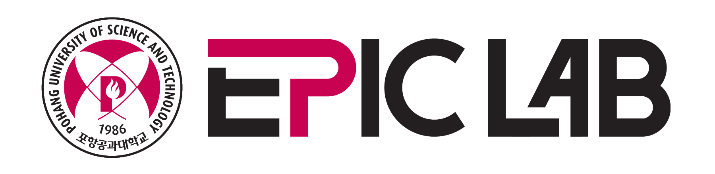 POHANG UNIVERSITY OF SCIENCE AND TECHNOLOGY
P
1986
포항공과대학교
EPIC LAB